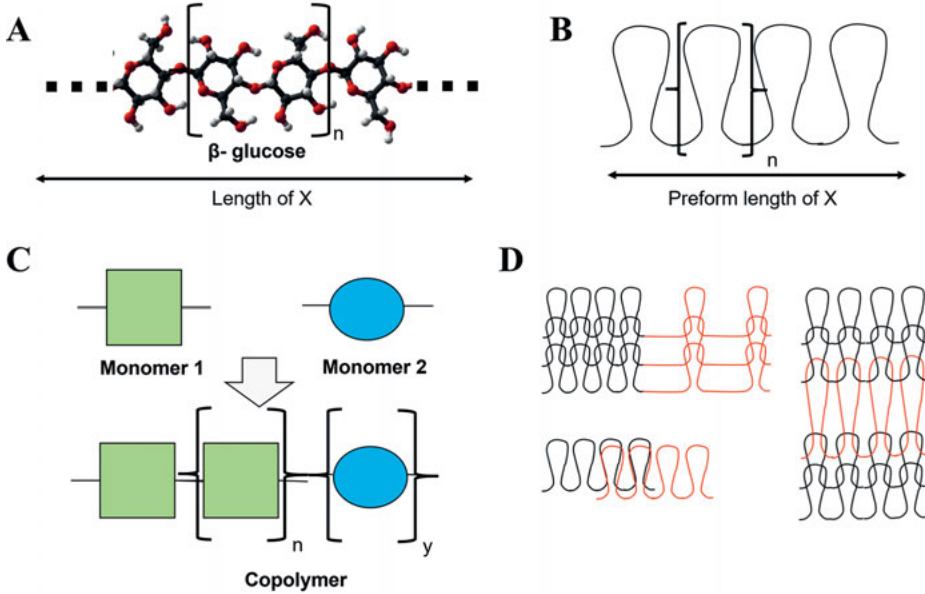 A
n
β- glucose
Length of X
B
n
Preform length of X
C
Monomer 1
Monomer 2
n
y
Copolymer
D